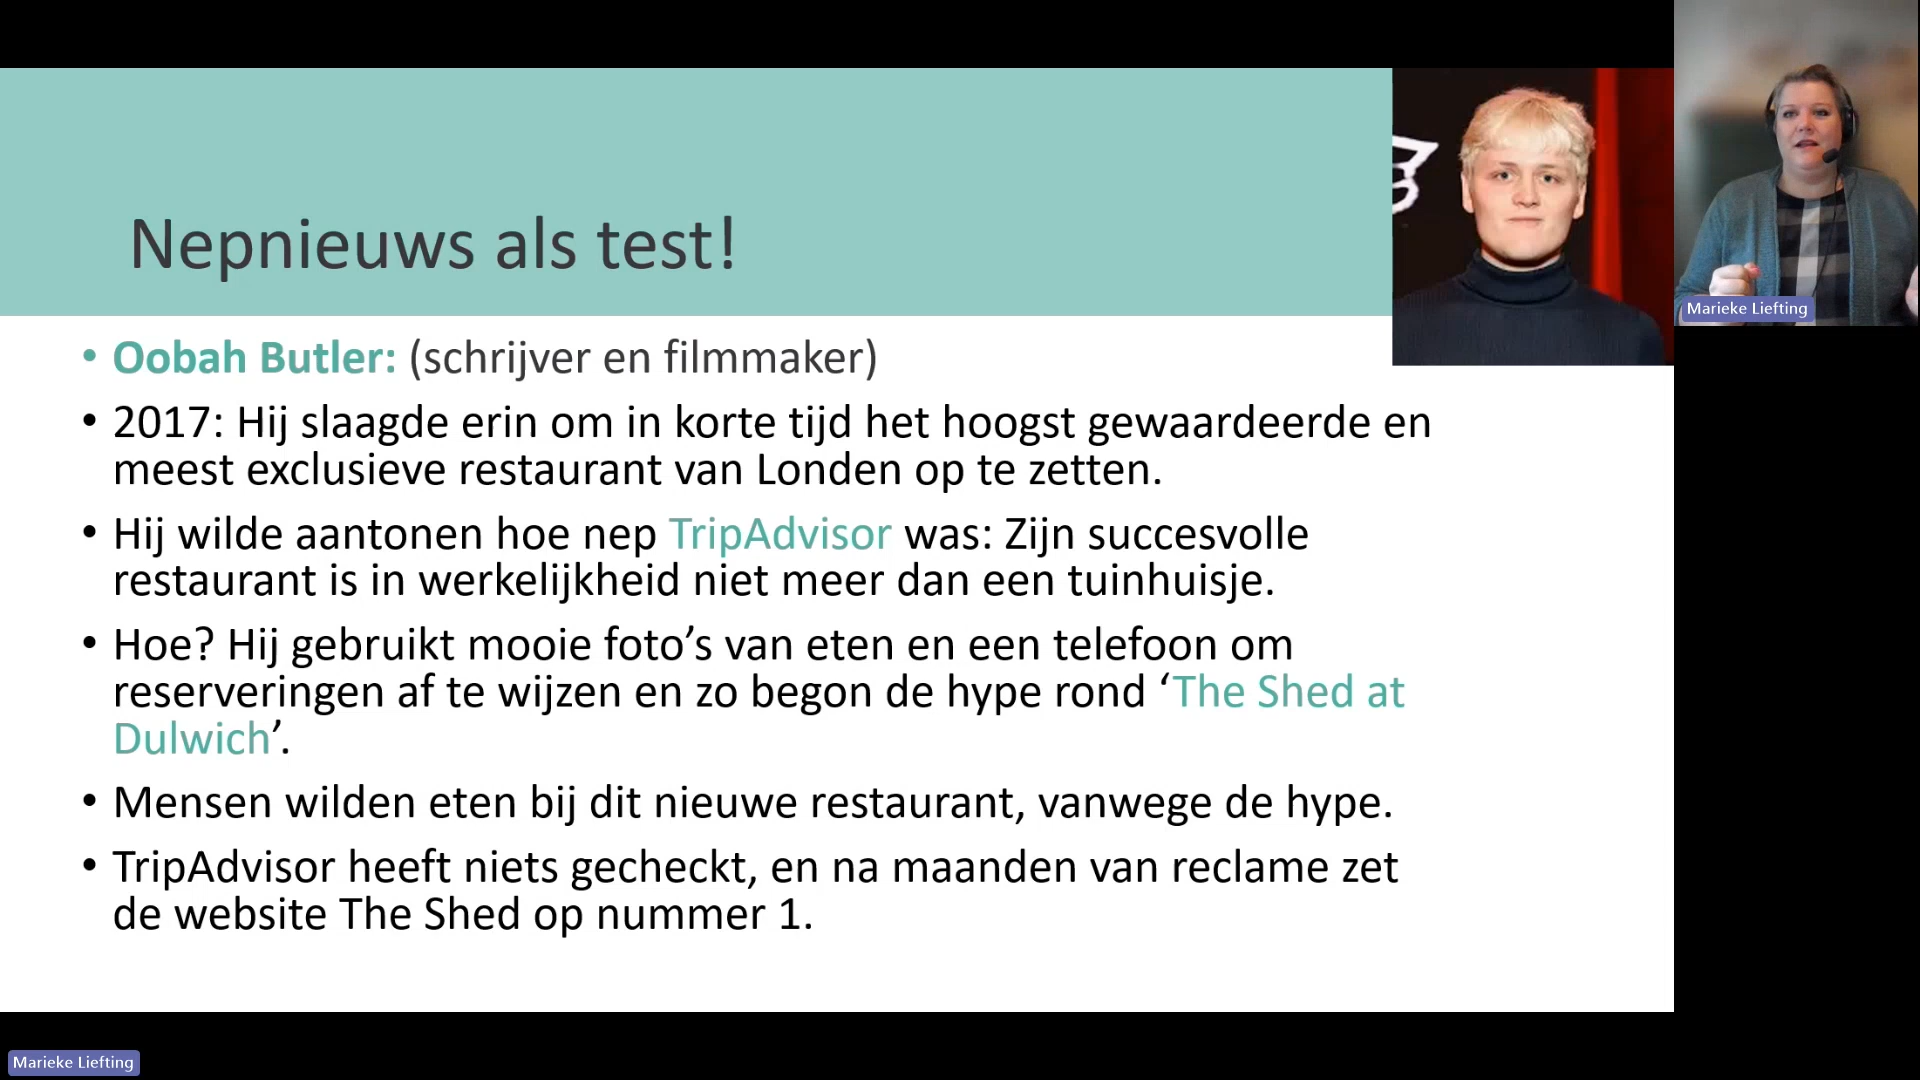 Nepnieuws als test!
• Oobah Butler: (schrijver en filmmaker)
• 2017: Hij slaagde erin om in korte tijd het hoogst gewaardeerde en
meest exclusieve restaurant van Londen op te zetten.
• Hij wilde aantonen hoe nep TripAdvisor was: Zijn succesvolle
restaurant is in werkelijkheid niet meer dan een tuinhuisje.
• Hoe? Hij gebruikt mooie foto’s van eten en een telefoon om
reserveringen af te wijzen en zo begon de hype rond ‘The Shed at
Dulwich’.
• Mensen wilden eten bij dit nieuwe restaurant, vanwege de hype.
• TripAdvisor heeft niets gecheckt, en na maanden van reclame zet
de website The Shed op nummer 1.
Marieke Liefting
Marieke Liefting